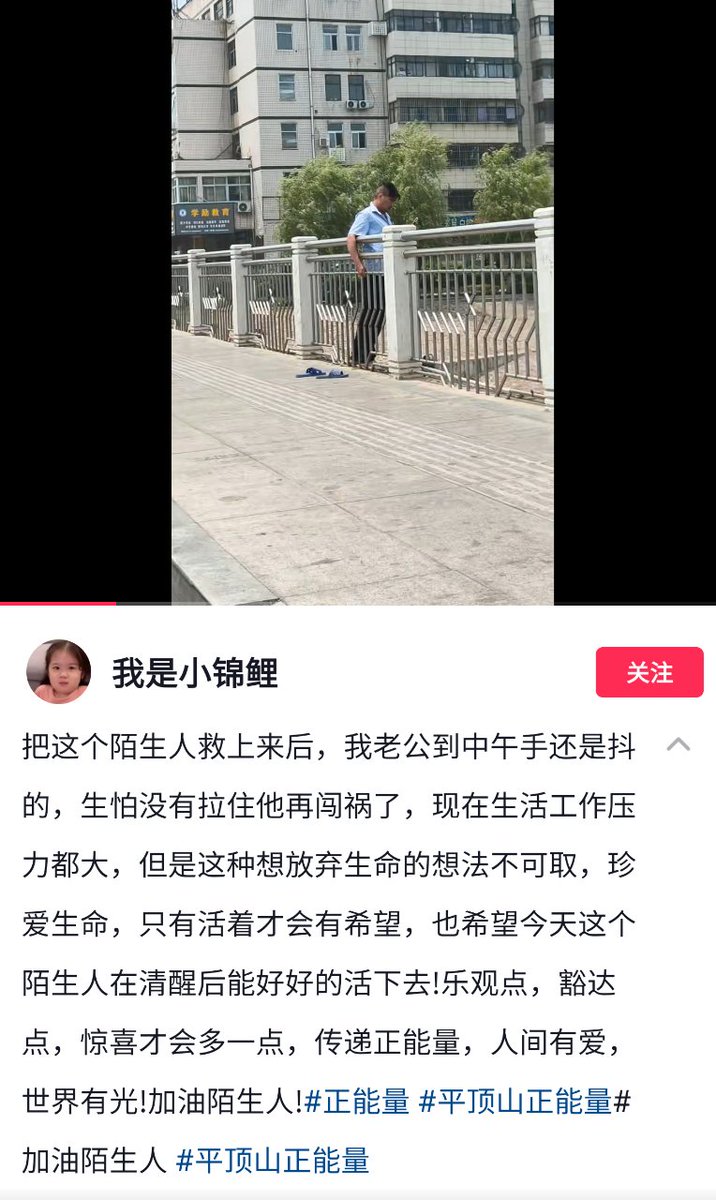 学励教育
我是小锦鲤
关注
把这个陌生人救上来后，我老公到中午手还是抖
的，生怕没有拉住他再闯祸了，现在生活工作压
力都大，但是这种想放弃生命的想法不可取，珍
爱生命，只有活着才会有希望，也希望今天这个
陌生人在清醒后能好好的活下去!乐观点，豁达
点，惊喜才会多一点，传递正能量，人间有爱，
世界有光!加油陌生人!#正能量 #平顶山正能量#
加油陌生人 #平顶山正能量